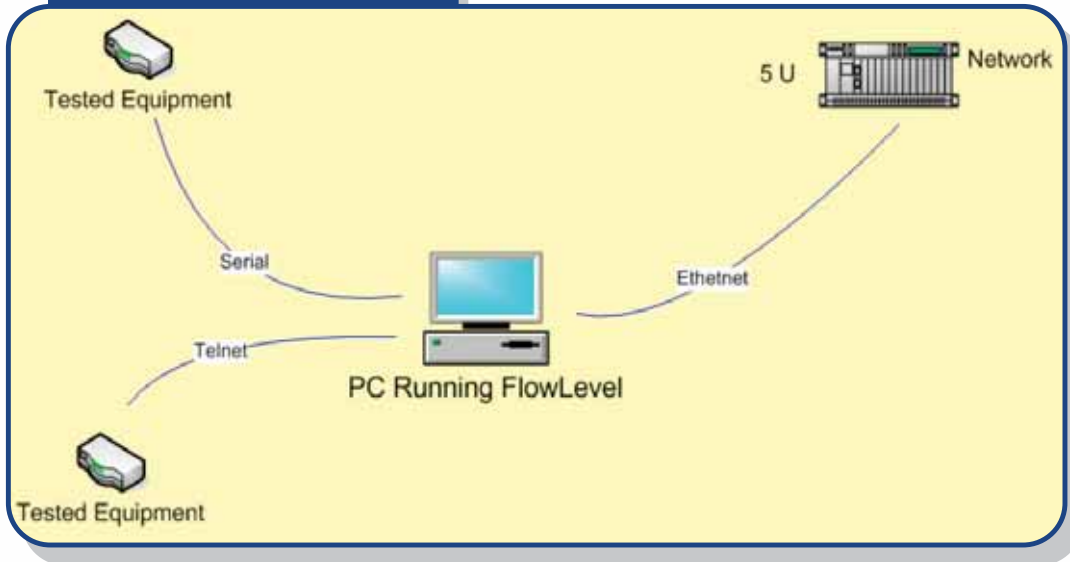 Tested Equipment
5 U
Network
Serial
Ethetnet
Telnet
PC Running FlowLevel
Tested Equipment